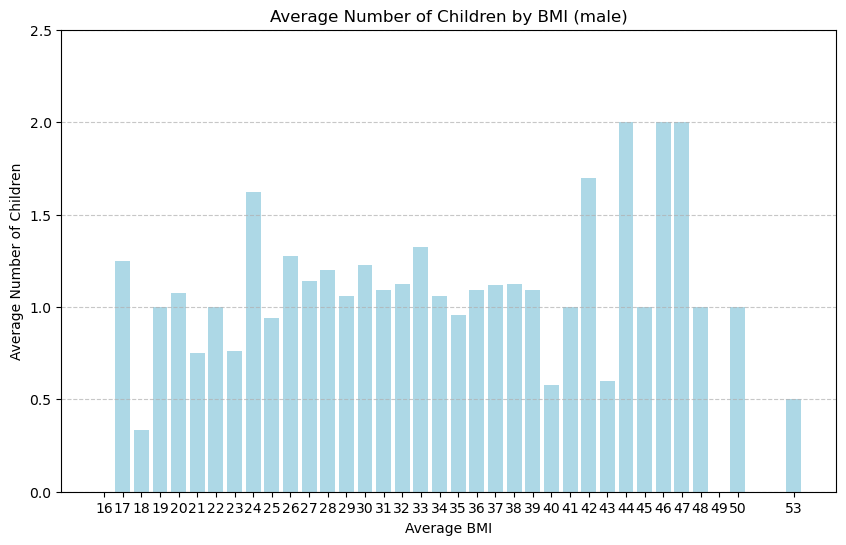 Average Number of Children by BMI (male)
Average Number of Children
2.5
2.0
1.5
1.0
0.5
0.0
16 17 18 19 20 21 22 23 24 25 26 27 28 29 30 31 32 33 34 35 36 37 38 39 40 41 42 43 44 45 46 47 48 49 50 53
Average BMI